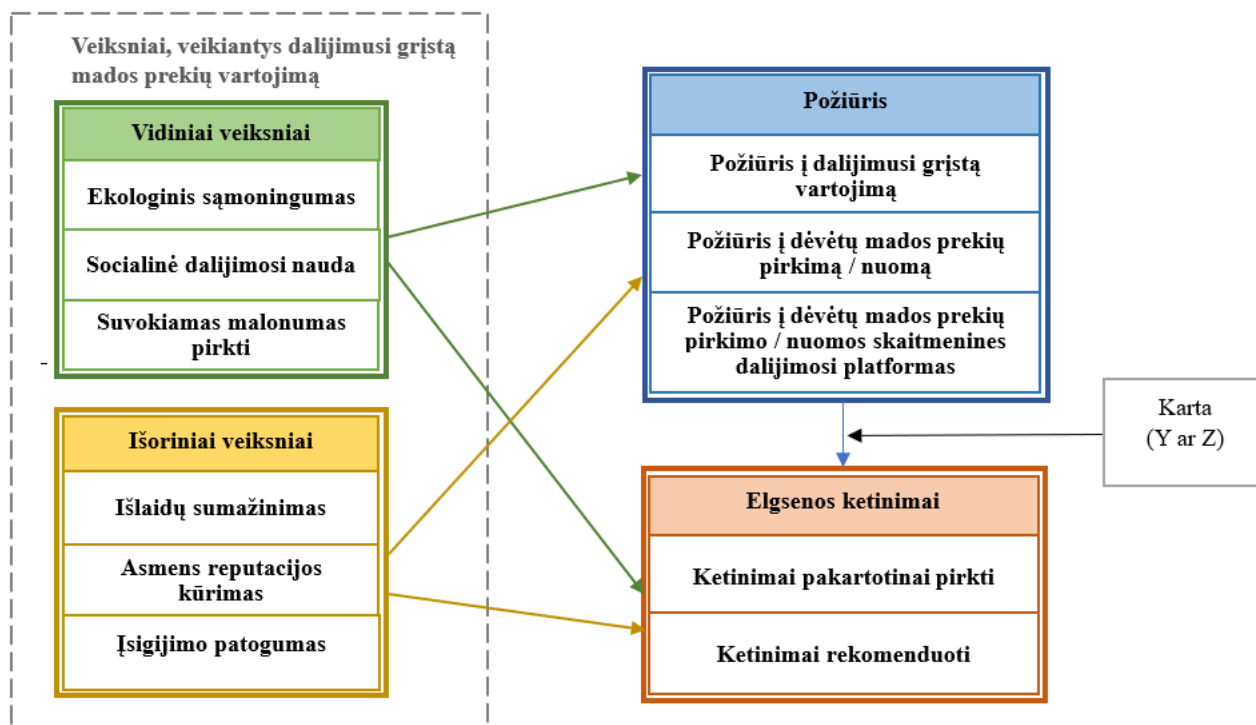 Veiksniai, veikiantys dalijimusi grįstą
mados prekių vartojimą
Vidiniai veiksniai
Ekologinis sąmoningumas
Socialinė dalijimosi nauda
Suvokiamas malonumas
pirkti
-
Išoriniai veiksniai
Išlaidų sumažinimas
Asmens reputacijos
kūrimas
Įsigijimo patogumas
Požiūris
Požiūris į dalijimusi grįstą
vartojimą
Požiūris į dėvėtų mados prekių
pirkimą / nuomą
Požiūris į dėvėtų mados prekių
pirkimo / nuomos skaitmenines
dalijimosi platformas
Karta
(Y ar Z)
Elgsenos ketinimai
Ketinimai pakartotinai pirkti
Ketinimai rekomenduoti